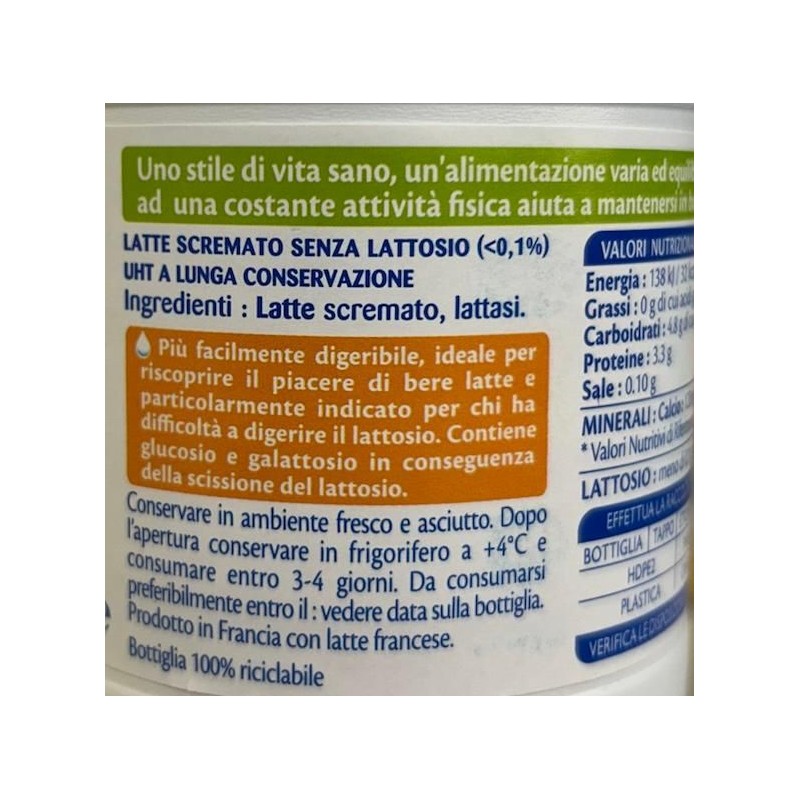 Uno stile di vita sano, un'alimentazione varia ed
ad una costante attività fisica aiuta a mantenersi in
LATTE SCREMATO SENZA LATTOSIO (<0,1%)
UHT A LUNGA CONSERVAZIONE
Ingredienti : Latte scremato, lattasi.
Più facilmente digeribile, ideale per
riscoprire il piacere di bere latte e
particolarmente indicato per chi ha
difficoltà a digerire il lattosio. Contiene
glucosio e galattosio in conseguenza
della scissione del lattosio.
Conservare in ambiente fresco e asciutto. Dopo
l'apertura conservare in frigorifero a +4°C e
consumare entro 3-4 giorni. Da consumarsi
preferibilmente entro il : vedere data sulla bottiglia.
Prodotto in Francia con latte francese.
Bottiglia 100% riciclabile
VALORI
Energia : 138 kJ /
Grassi : 0 g di cui
Carboidrati : 4.8 g di
Proteine : 3.3 g
Sale : 0.10 g
MINERALI : Calcio
* Valori Nutritivi di
LATTOSIO : meno di
EFFETTUA LA
BOTTIGLIA TAPPO
HDPE2
PLASTICA
VERIFICA LE